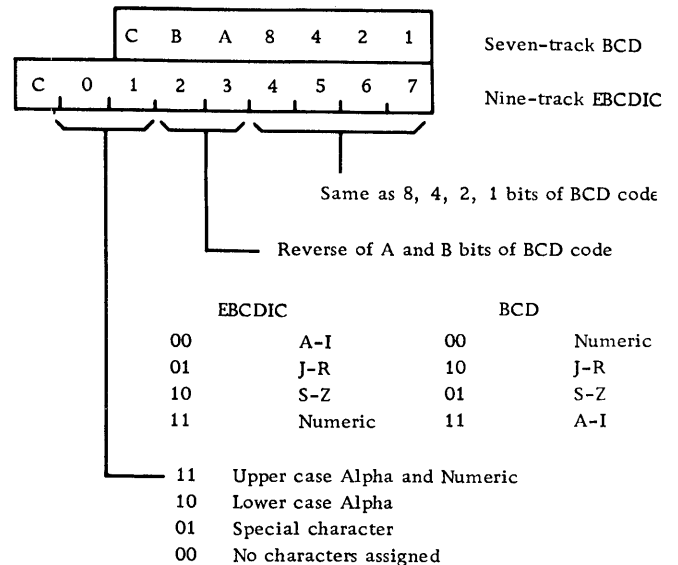 C B A 8 4 2 1 Seven-track BCD
C 0 1 2 3 4 5 6 7 Nine-track EBCDIC
Same as 8, 4, 2, 1 bits of BCD code
Reverse of A and B bits of BCD code
EBCDIC BCD
00 A-I 00 Numeric
01 J-R 10 J-R
10 S-Z 01 S-Z
11 Numeric 11 A-I
11 Upper case Alpha and Numeric
10 Lower case Alpha
01 Special character
00 No characters assigned